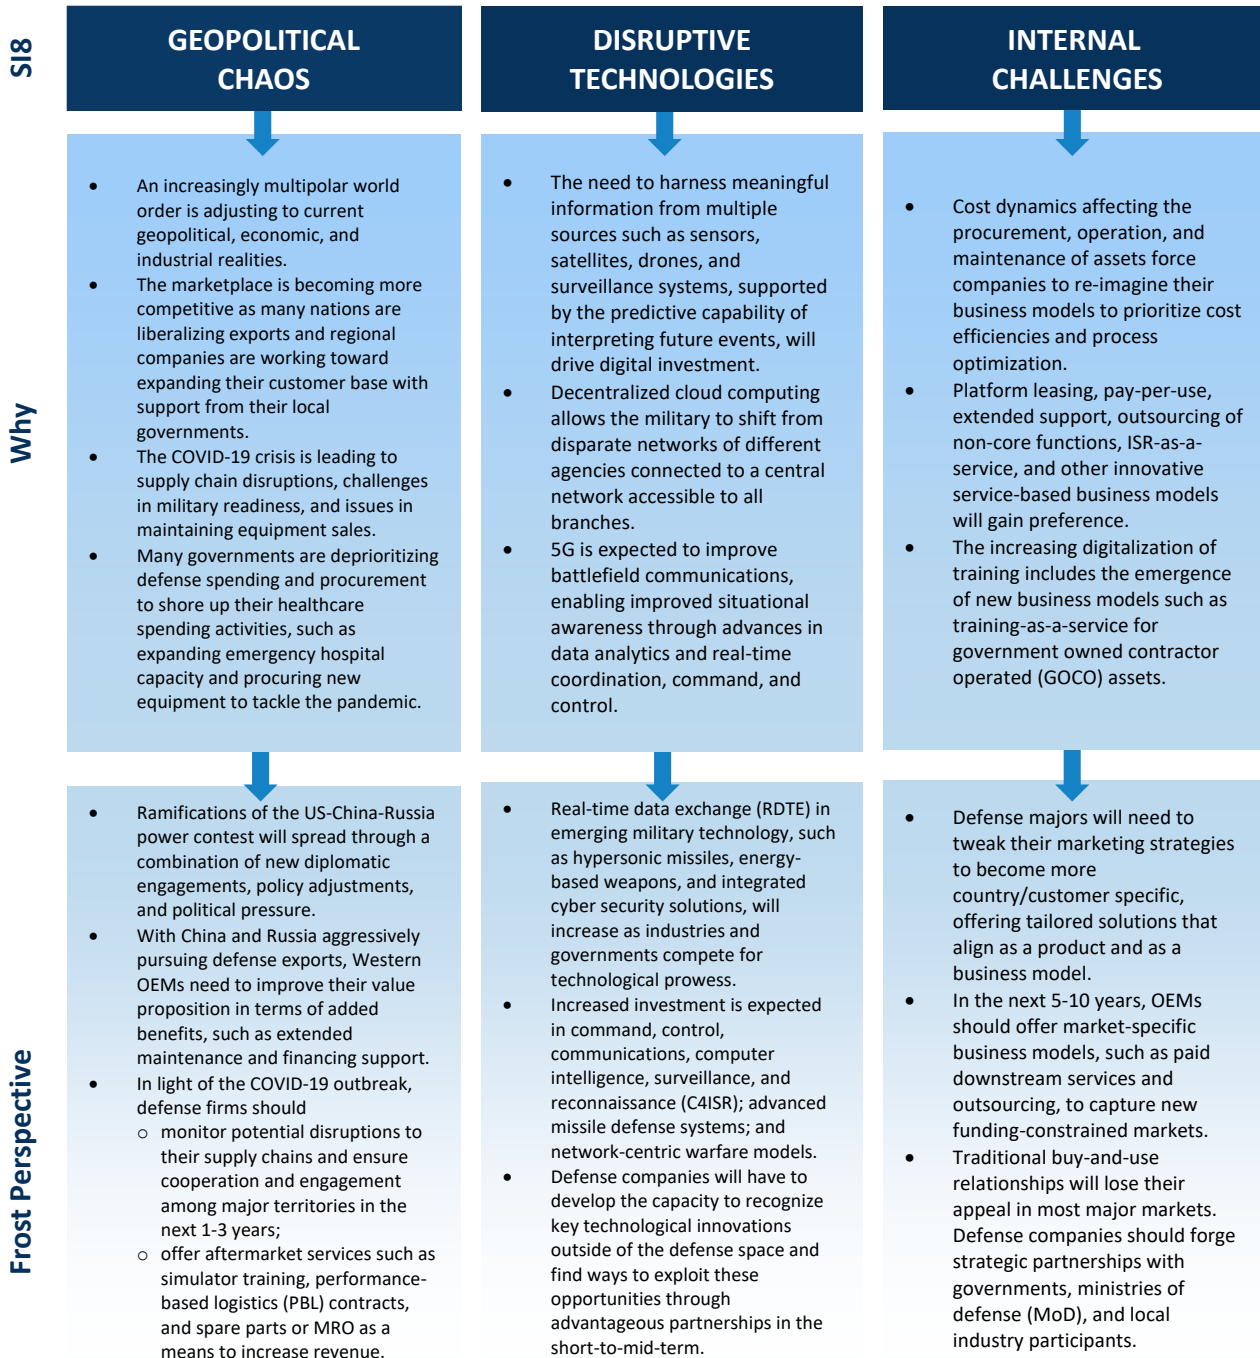 SI8
GEOPOLITICAL
CHAOS
DISRUPTIVE
TECHNOLOGIES
INTERNAL
CHALLENGES
Why
• An increasingly multipolar world
order is adjusting to current
geopolitical, economic, and
industrial realities.
• The marketplace is becoming more
competitive as many nations are
liberalizing exports and regional
companies are working toward
expanding their customer base with
support from their local
governments.
• The COVID-19 crisis is leading to
supply chain disruptions, challenges
in military readiness, and issues in
maintaining equipment sales.
• Many governments are deprioritizing
defense spending and procurement
to shore up their healthcare
spending activities, such as
expanding emergency hospital
capacity and procuring new
equipment to tackle the pandemic.
• The need to harness meaningful
information from multiple
sources such as sensors,
satellites, drones, and
surveillance systems, supported
by the predictive capability of
interpreting future events, will
drive digital investment.
• Decentralized cloud computing
allows the military to shift from
disparate networks of different
agencies connected to a central
network accessible to all
branches.
• 5G is expected to improve
battlefield communications,
enabling improved situational
awareness through advances in
data analytics and real-time
coordination, command, and
control.
• Cost dynamics affecting the
procurement, operation, and
maintenance of assets force
companies to re-imagine their
business models to prioritize cost
efficiencies and process
optimization.
• Platform leasing, pay-per-use,
extended support, outsourcing of
non-core functions, ISR-as-a-
service, and other innovative
service-based business models
will gain preference.
• The increasing digitalization of
training includes the emergence
of new business models such as
training-as-a-service for
government owned contractor
operated (GOCO) assets.
Frost Perspective
• Ramifications of the US-China-Russia
power contest will spread through a
combination of new diplomatic
engagements, policy adjustments,
and political pressure.
• With China and Russia aggressively
pursuing defense exports, Western
OEMs need to improve their value
proposition in terms of added
benefits, such as extended
maintenance and financing support.
• In light of the COVID-19 outbreak,
defense firms should
o monitor potential disruptions to
their supply chains and ensure
cooperation and engagement
among major territories in the
next 1-3 years;
o offer aftermarket services such as
simulator training, performance-
based logistics (PBL) contracts,
and spare parts or MRO as a
means to increase revenue.
• Real-time data exchange (RDTE) in
emerging military technology, such
as hypersonic missiles, energy-
based weapons, and integrated
cyber security solutions, will
increase as industries and
governments compete for
technological prowess.
• Increased investment is expected
in command, control,
communications, computer
intelligence, surveillance, and
reconnaissance (C4ISR); advanced
missile defense systems; and
network-centric warfare models.
• Defense companies will have to
develop the capacity to recognize
key technological innovations
outside of the defense space and
find ways to exploit these
opportunities through
advantageous partnerships in the
short-to-mid-term.
• Defense majors will need to
tweak their marketing strategies
to become more
country/customer specific,
offering tailored solutions that
align as a product and as a
business model.
• In the next 5-10 years, OEMs
should offer market-specific
business models, such as paid
downstream services and
outsourcing, to capture new
funding-constrained markets.
• Traditional buy-and-use
relationships will lose their
appeal in most major markets.
Defense companies should forge
strategic partnerships with
governments, ministries of
defense (MoD), and local
industry participants.